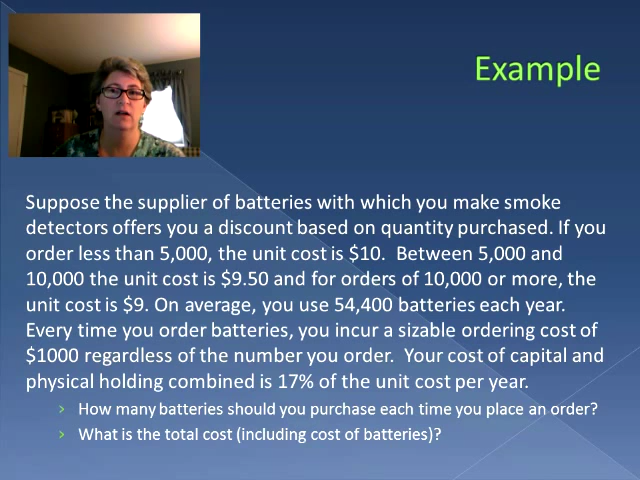 Example
Suppose the supplier of batteries with which you make smoke
detectors offers you a discount based on quantity purchased. If you
order less than 5,000, the unit cost is $10.  Between 5,000 and
10,000 the unit cost is $9.50 and for orders of 10,000 or more, the
unit cost is $9. On average, you use 54,400 batteries each year.
Every time you order batteries, you incur a sizable ordering cost of
$1000 regardless of the number you order.  Your cost of capital and
physical holding combined is 17% of the unit cost per year.
› How many batteries should you purchase each time you place an order?
› What is the total cost (including cost of batteries)?